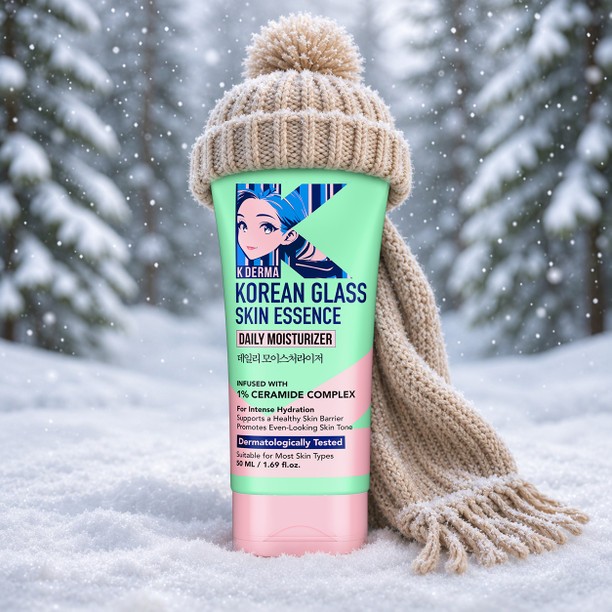 K DERMA
KOREAN GLASS
SKIN ESSENCE
DAILY MOISTURIZER
데일리 모이스처라이저
INFUSED WITH
1% CERAMIDE COMPLEX
For Intense Hydration
Supports a Healthy Skin Barrier
Promotes Even-Looking Skin Tone
Dermatologically Tested
Suitable for Most Skin Types
50 ML / 1.69 fl.oz.